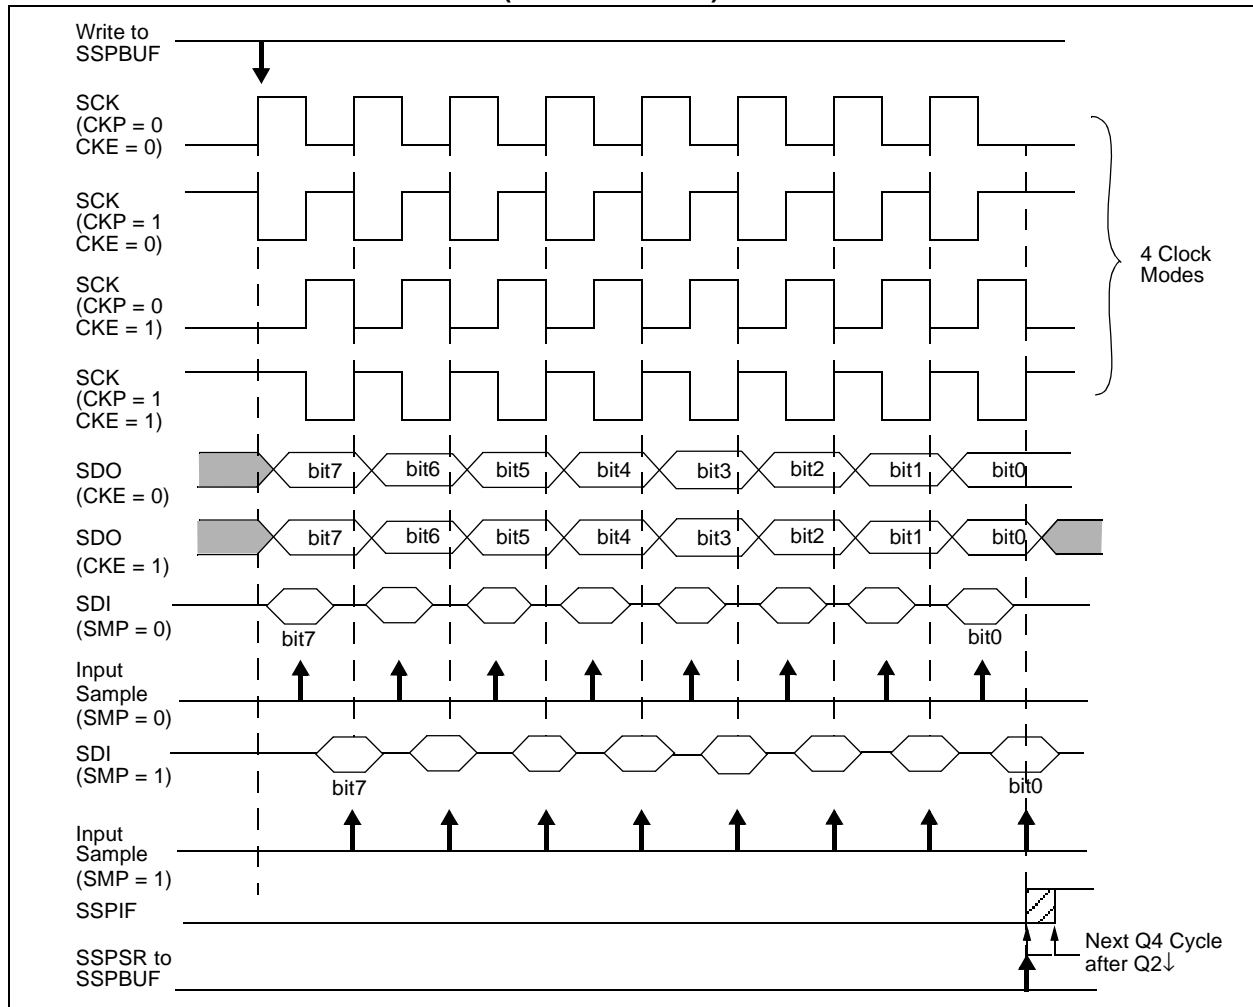 Write to
SSPBUF
SCK
(CKP = 0
CKE = 0)
SCK
(CKP = 1
CKE = 0)
SCK
(CKP = 0
CKE = 1)
SCK
(CKP = 1
CKE = 1)
4 Clock
Modes
SDO
(CKE = 0)
bit7 bit6 bit5 bit4 bit3 bit2 bit1 bit0
SDO
(CKE = 1)
bit7 bit6 bit5 bit4 bit3 bit2 bit1 bit0
SDI
(SMP = 0)
bit7 bit0
Input
Sample
(SMP = 0)
SDI
(SMP = 1)
bit7 bit0
Input
Sample
(SMP = 1)
SSPIF
Next Q4 Cycle
after Q2↓
SSPSR to
SSPBUF